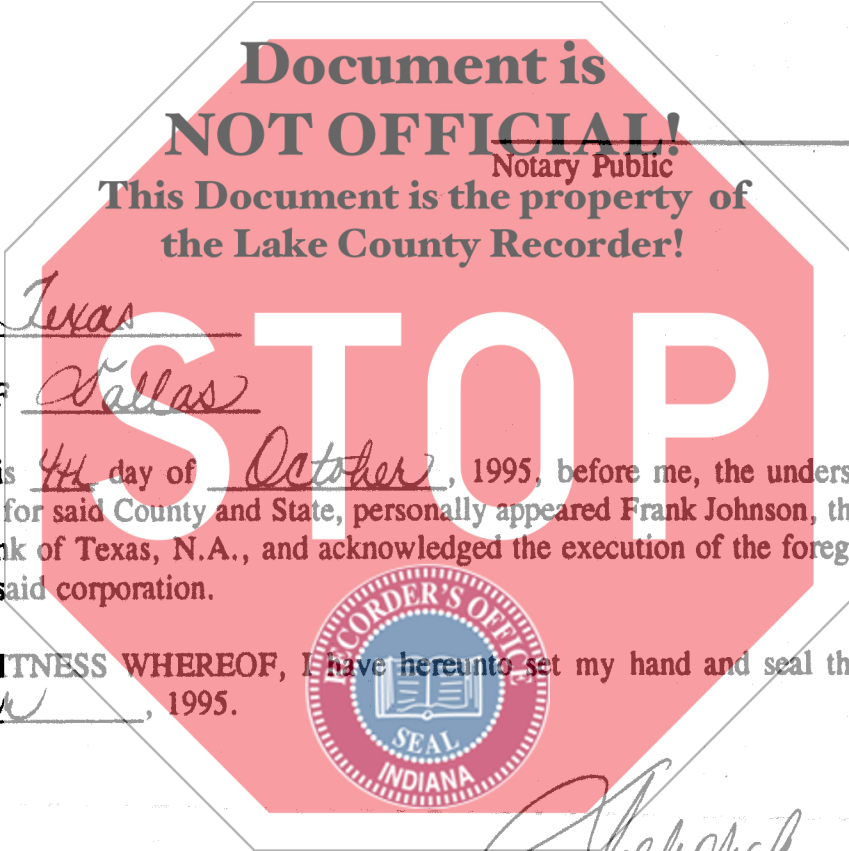 Document is
NOT OFFICIAL!
Notary Public
This Document is the property of
the Lake County Recorder!
Texas
Dallas
STOP
is 4th day of October, 1995, before me, the unders
for said County and State, personally appeared Frank Johnson, th
nk of Texas, N.A., and acknowledged the execution of the foreg
said corporation.
RECORDER'S OFFICE
ITNESS WHEREOF, I have hereunto set my hand and seal th
, 1995.
SEAL
INDIANA